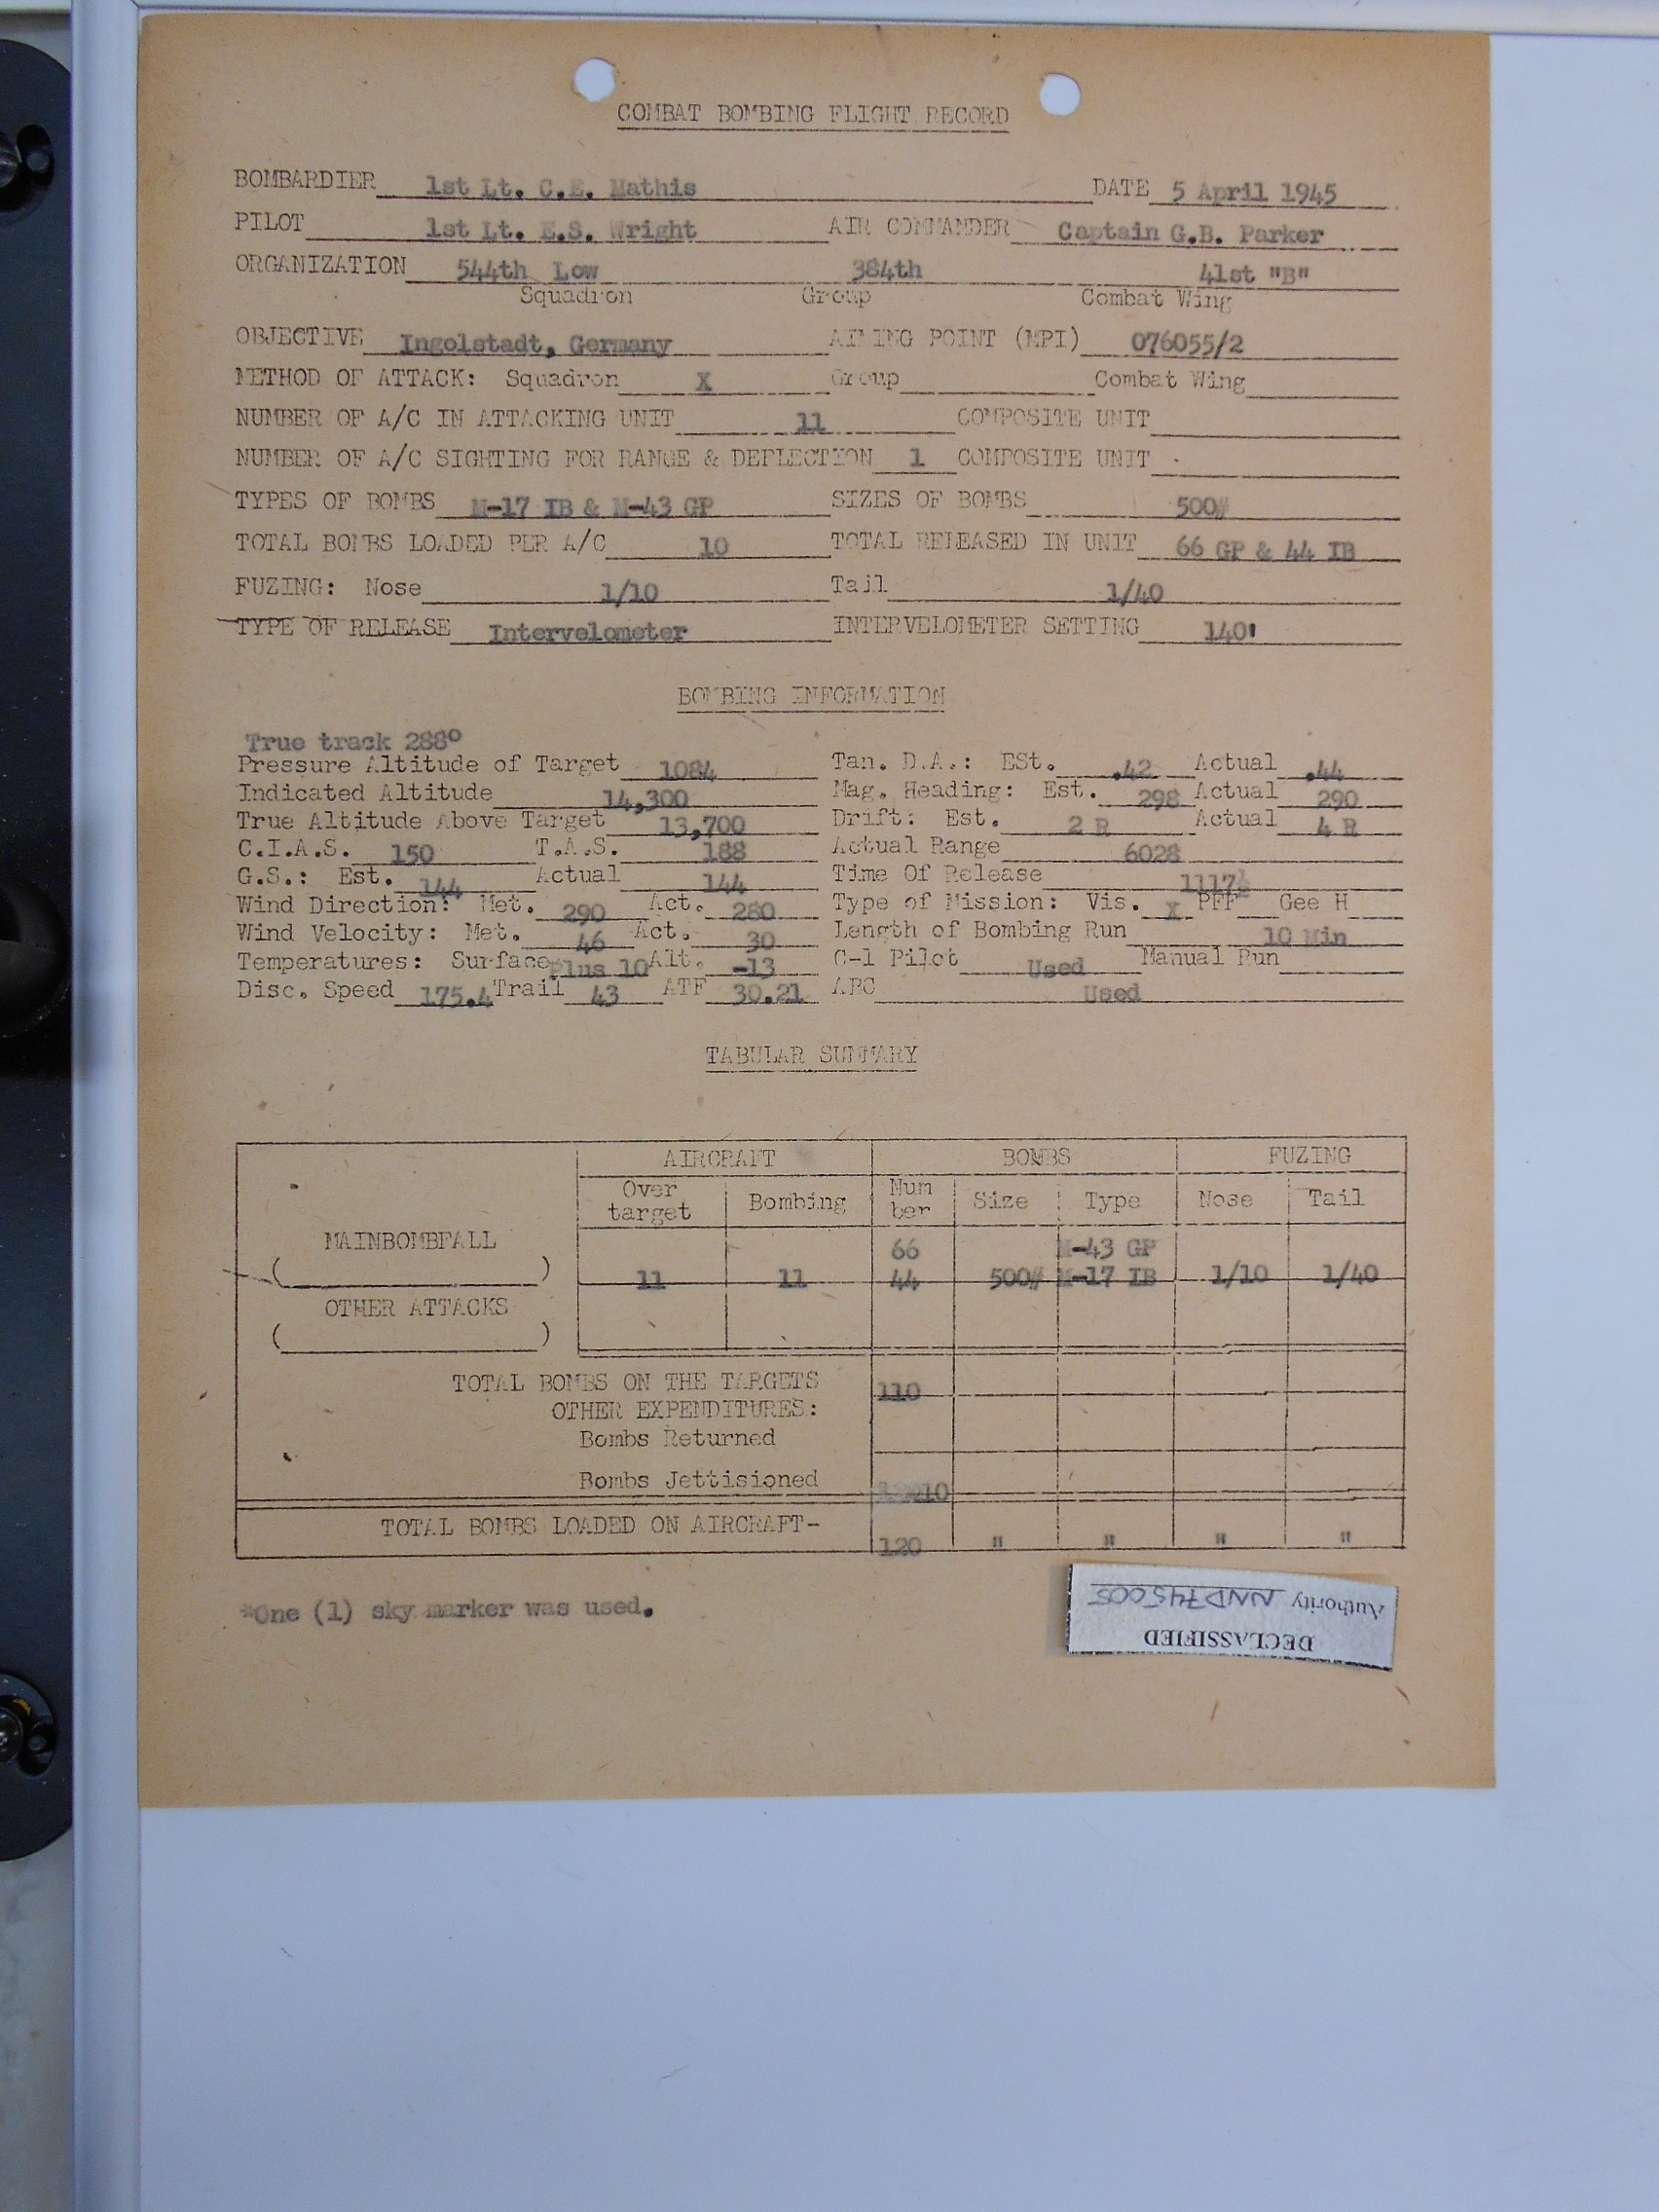 COMBAT BOMBING FLIGHT RECORD
BOMBARDIER 1st Lt. C.E. Mathis DATE 5 April 1945
PILOT 1st Lt. E.S. Wright AIR COMMANDER Captain G.B. Parker
ORGANIZATION 544th Low 384th 41st "B"
Squadron Group Combat Wing
OBJECTIVE Ingolstadt, Germany AIMING POINT (MPI) 076055/2
METHOD OF ATTACK: Squadron X Group Combat Wing
NUMBER OF A/C IN ATTACKING UNIT 11 COMPOSITE UNIT
NUMBER OF A/C SIGHTING FOR RANGE & DEFLECTION 1 COMPOSITE UNIT
TYPES OF BOMBS M-17 IB & M-43 GP SIZES OF BOMBS 500#
TOTAL BOMBS LOADED PER A/C 10 TOTAL RELEASED IN UNIT 66 GP & 44 IB
FUZING: Nose 1/10 Tail 1/40
TYPE OF RELEASE Intervelometer INTERVELOMETER SETTING 140'
BOMBING INFORMATION
True track 288°
Pressure Altitude of Target 1084 Tan. D.A.: ESt. .42 Actual .44
Indicated Altitude 14,300 Mag. Heading: Est. 298 Actual 290
True Altitude Above Target 13,700 Drift: Est. 2 R Actual 4 R
C.I.A.S. 150 T.A.S. 188 Actual Range 6028
G.S.: Est. 144 Actual 144 Time Of Release 1117½
Wind Direction: Met. 290 Act. 280 Type of Mission: Vis. X PFF Gee H
Wind Velocity: Met. 46 Act. 30 Length of Bombing Run 10 Min
Temperatures: Surface Plus 10 Alt. -13 C-1 Pilot Used Manual Run
Disc. Speed 175.4 Trail 43 ATF 30.21 ABC Used
TABULAR SUMMARY
AIRCRAFT BOMBS FUZING
Over target Bombing Num ber Size Type Nose Tail
MAINBOMBFALL 66 M-43 GP
( ) 11 11 44 500# M-17 IB 1/10 1/40
OTHER ATTACKS
( )
TOTAL BOMBS ON THE TARGETS 110
OTHER EXPENDITURES:
Bombs Returned
Bombs Jettisioned 10
TOTAL BOMBS LOADED ON AIRCRAFT- 120 " " " "
*One (1) sky marker was used.
DECLASSIFIED
Authority NND745005